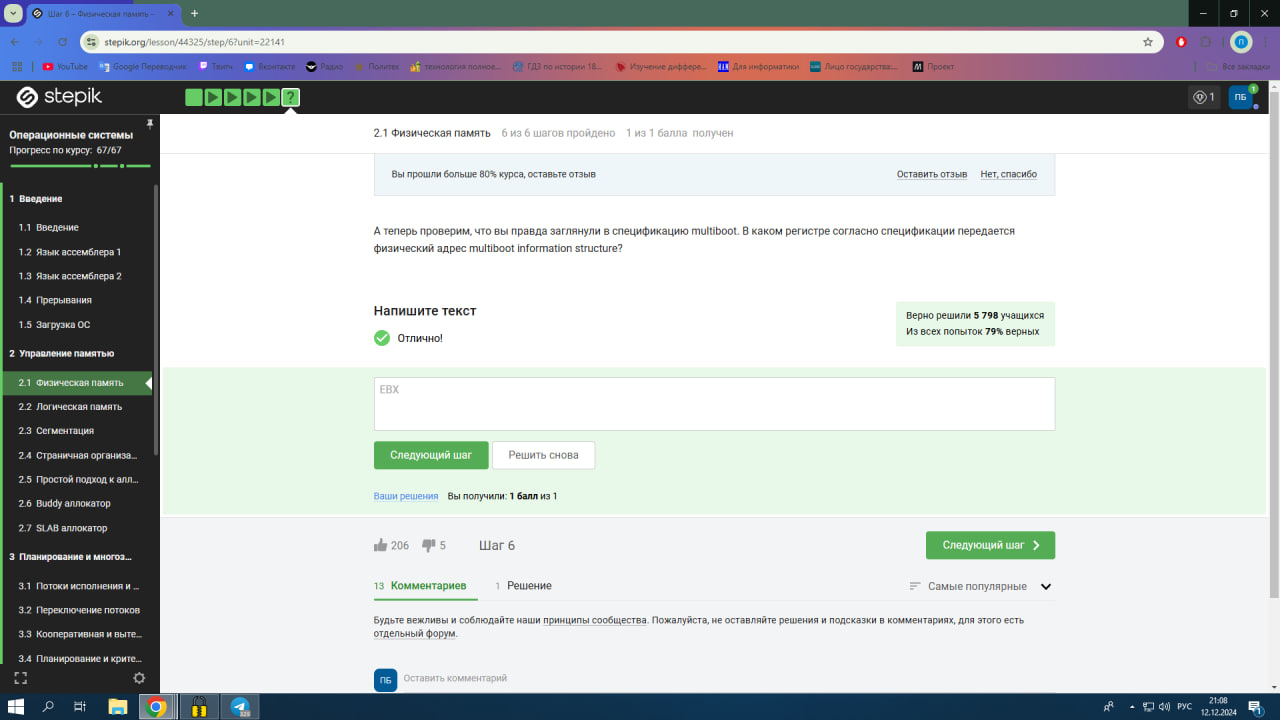 Шаг 6 – Физическая память –
stepik.org/lesson/44325/step/6?unit=22141
П
YouTube
Google Переводчик
Твитч
Вконтакте
Радио
Политех
технология полное...
ГДЗ по истории 18...
Изучение диффере...
Для информатики
Лицо государства:...
Проект
Все закладки
stepik
?
1
ПБ
1
Операционные системы
Прогресс по курсу: 67/67
2.1 Физическая память 6 из 6 шагов пройдено 1 из 1 балла получен
Вы прошли больше 80% курса, оставьте отзыв
Оставить отзыв
Нет, спасибо
1 Введение
1.1 Введение
1.2 Язык ассемблера 1
1.3 Язык ассемблера 2
1.4 Прерывания
1.5 Загрузка ОС
2 Управление памятью
2.1 Физическая память
2.2 Логическая память
2.3 Сегментация
2.4 Страничная организа...
2.5 Простой подход к алл...
2.6 Buddy аллокатор
2.7 SLAB аллокатор
3 Планирование и многоз...
3.1 Потоки исполнения и ...
3.2 Переключение потоков
3.3 Кооперативная и выте...
3.4 Планирование и крите...
А теперь проверим, что вы правда заглянули в спецификацию multiboot. В каком регистре согласно спецификации передается
физический адрес multiboot information structure?
Напишите текст
Отлично!
Верно решили 5 798 учащихся
Из всех попыток 79% верных
EBX
Следующий шаг
Решить снова
Ваши решения Вы получили: 1 балл из 1
206
5
Шаг 6
Следующий шаг
13 Комментариев
1 Решение
Самые популярные
Будьте вежливы и соблюдайте наши принципы сообщества. Пожалуйста, не оставляйте решения и подсказки в комментариях, для этого есть
отдельный форум.
ПБ
Оставить комментарий
РУС
21:08
12.12.2024
1